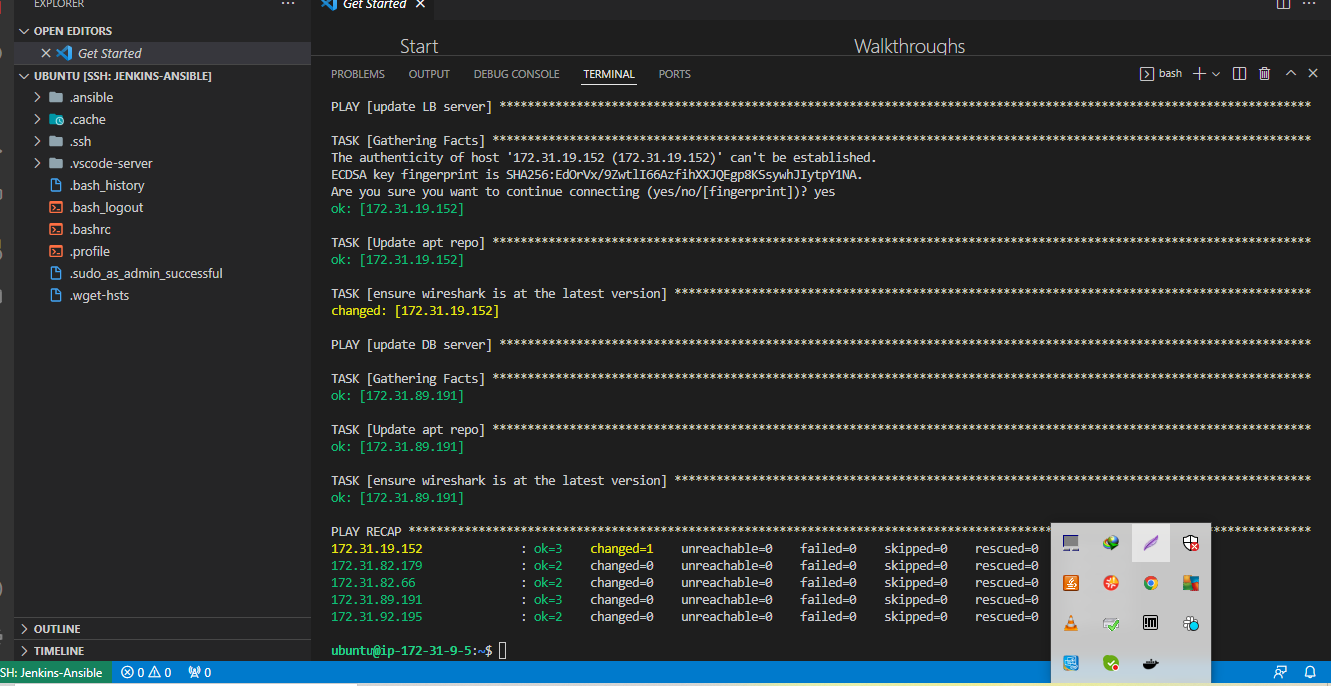 EXPLORER
···
Get Started
OPEN EDITORS
Get Started
UBUNTU [SSH: JENKINS-ANSIBLE]
.ansible
.cache
.ssh
.vscode-server
.bash_history
.bash_logout
.bashrc
.profile
.sudo_as_admin_successful
.wget-hsts
OUTLINE
TIMELINE
Start
Walkthroughs
PROBLEMS OUTPUT DEBUG CONSOLE TERMINAL PORTS
bash
PLAY [update LB server] ********************************************************************************************************************
TASK [Gathering Facts] *********************************************************************************************************************
The authenticity of host '172.31.19.152 (172.31.19.152)' can't be established.
ECDSA key fingerprint is SHA256:EdOrVx/9ZwtlI66AzfihXXJQEgp8KSsywhJIytpY1NA.
Are you sure you want to continue connecting (yes/no/[fingerprint])? yes
ok: [172.31.19.152]
TASK [Update apt repo] *********************************************************************************************************************
ok: [172.31.19.152]
TASK [ensure wireshark is at the latest version] *******************************************************************************************
changed: [172.31.19.152]
PLAY [update DB server] ********************************************************************************************************************
TASK [Gathering Facts] *********************************************************************************************************************
ok: [172.31.89.191]
TASK [Update apt repo] *********************************************************************************************************************
ok: [172.31.89.191]
TASK [ensure wireshark is at the latest version] *******************************************************************************************
ok: [172.31.89.191]
PLAY RECAP *********************************************************************************************************************************
172.31.19.152 : ok=3 changed=1 unreachable=0 failed=0 skipped=0 rescued=0
172.31.82.179 : ok=2 changed=0 unreachable=0 failed=0 skipped=0 rescued=0
172.31.82.66 : ok=2 changed=0 unreachable=0 failed=0 skipped=0 rescued=0
172.31.89.191 : ok=3 changed=0 unreachable=0 failed=0 skipped=0 rescued=0
172.31.92.195 : ok=2 changed=0 unreachable=0 failed=0 skipped=0 rescued=0
ubuntu@ip-172-31-9-5:~$
SH: Jenkins-Ansible 0 0 0